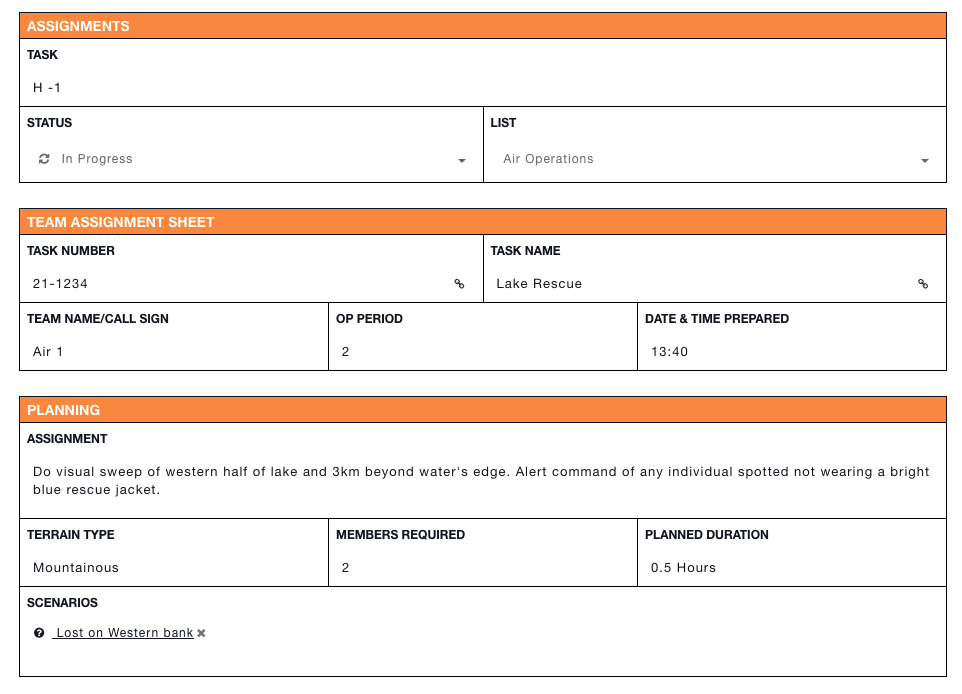 ASSIGNMENTS
TASK
H -1
STATUS
LIST
In Progress
Air Operations
TEAM ASSIGNMENT SHEET
TASK NUMBER
TASK NAME
21-1234
Lake Rescue
TEAM NAME/CALL SIGN
OP PERIOD
DATE & TIME PREPARED
Air 1
2
13:40
PLANNING
ASSIGNMENT
Do visual sweep of western half of lake and 3km beyond water's edge. Alert command of any individual spotted not wearing a bright
blue rescue jacket.
TERRAIN TYPE
MEMBERS REQUIRED
PLANNED DURATION
Mountainous
2
0.5 Hours
SCENARIOS
Lost on Western bank